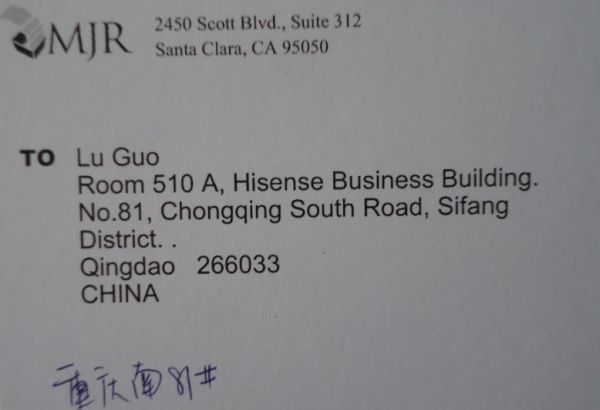 MJR
2450 Scott Blvd., Suite 312
Santa Clara, CA 95050
TO Lu Guo
Room 510 A, Hisense Business Building.
No.81, Chongqing South Road, Sifang
District. .
Qingdao 266033
CHINA
重庆南81#